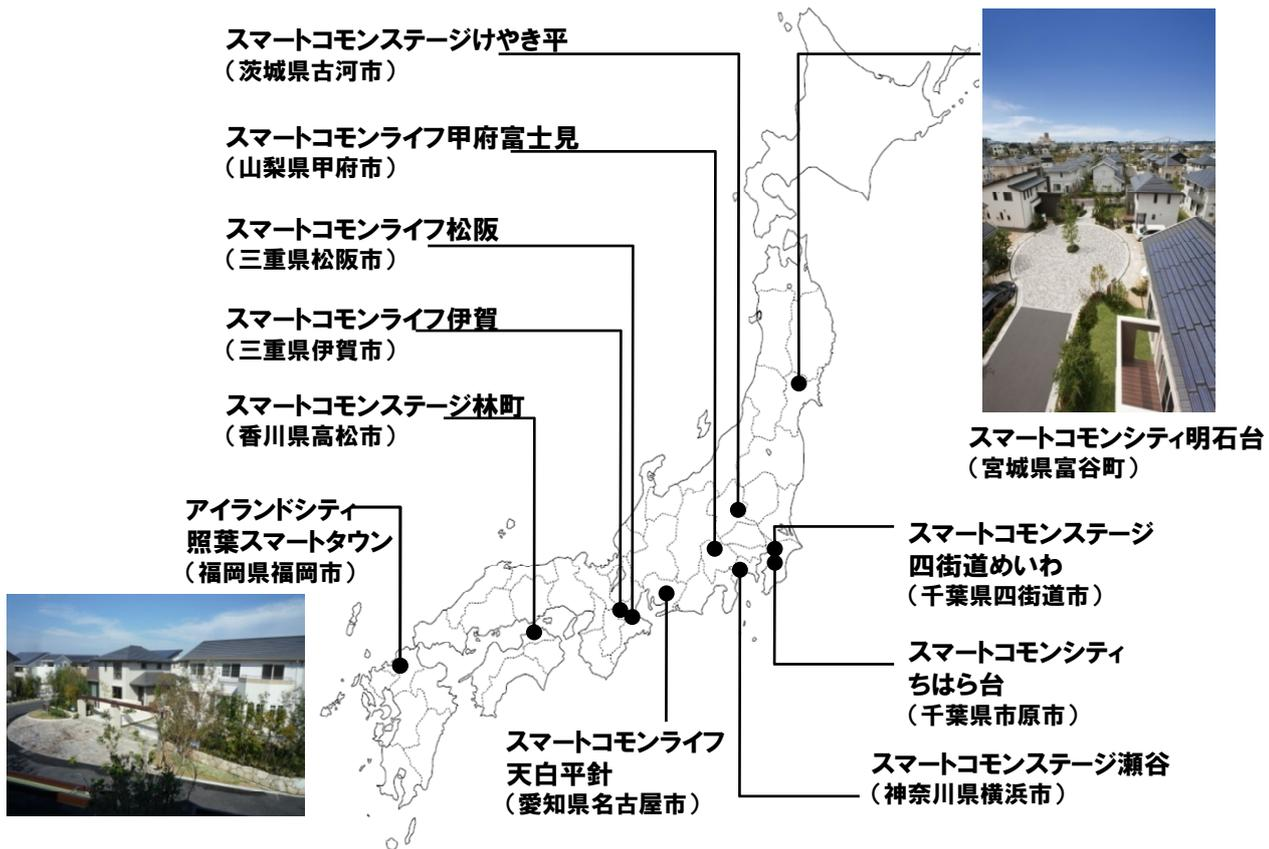 スマートコモンステージけやき平
（茨城県古河市）
スマートコモンライフ甲府富士見
（山梨県甲府市）
スマートコモンライフ松阪
（三重県松阪市）
スマートコモンライフ伊賀
（三重県伊賀市）
スマートコモンステージ林町
（香川県高松市）
アイランドシティ
照葉スマートタウン
（福岡県福岡市）
スマートコモンシティ明石台
（宮城県富谷町）
スマートコモンステージ
四街道めいわ
（千葉県四街道市）
スマートコモンシティ
ちはら台
（千葉県市原市）
スマートコモンステージ瀬谷
（神奈川県横浜市）
スマートコモンライフ
天白平針
（愛知県名古屋市）